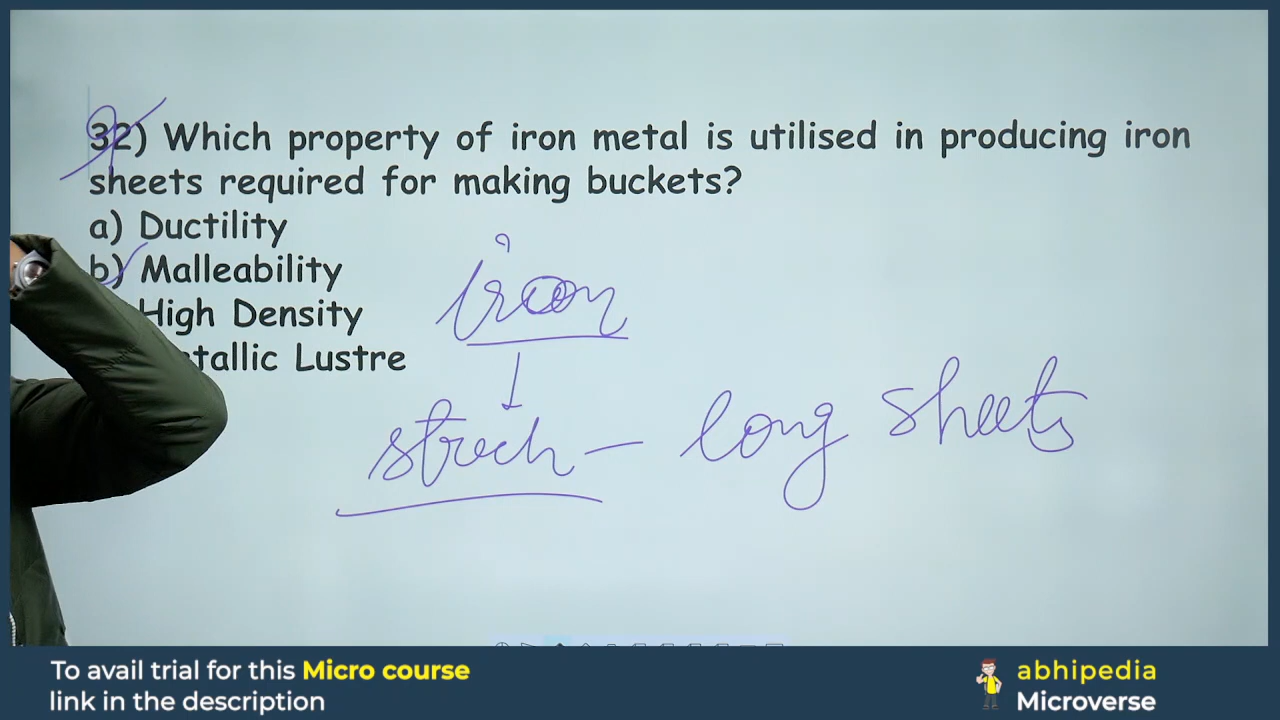 32) Which property of iron metal is utilised in producing iron
sheets required for making buckets?
a) Ductility
b) Malleability
High Density
tallic Lustre
iron
strech - long sheets
To avail trial for this Micro course
link in the description
abhipedia
Microverse